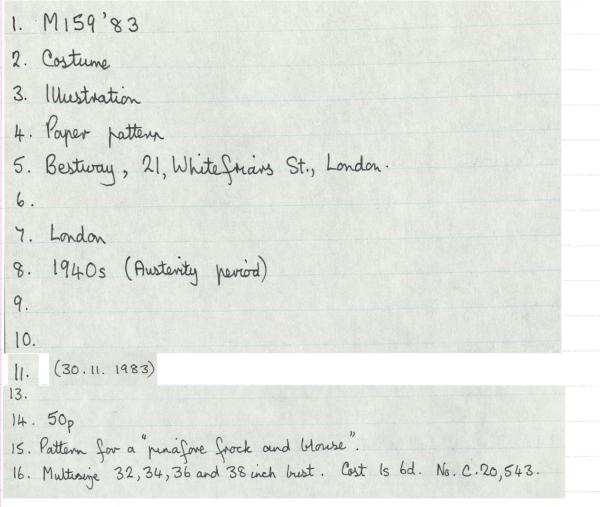 1. M159'83
2. Costume
3. Illustration
4. Paper pattern
5. Bestway, 21, Whitefriars St., London.
6.
7. London
8. 1940s (Austerity period)
9.
10.
11. (30.11.1983)
13.
14. 50p
15. Pattern for a "pinafore frock and blouse".
16. Multisize 32, 34, 36 and 38 inch bust. Cost 1s 6d. No. C.20,543.